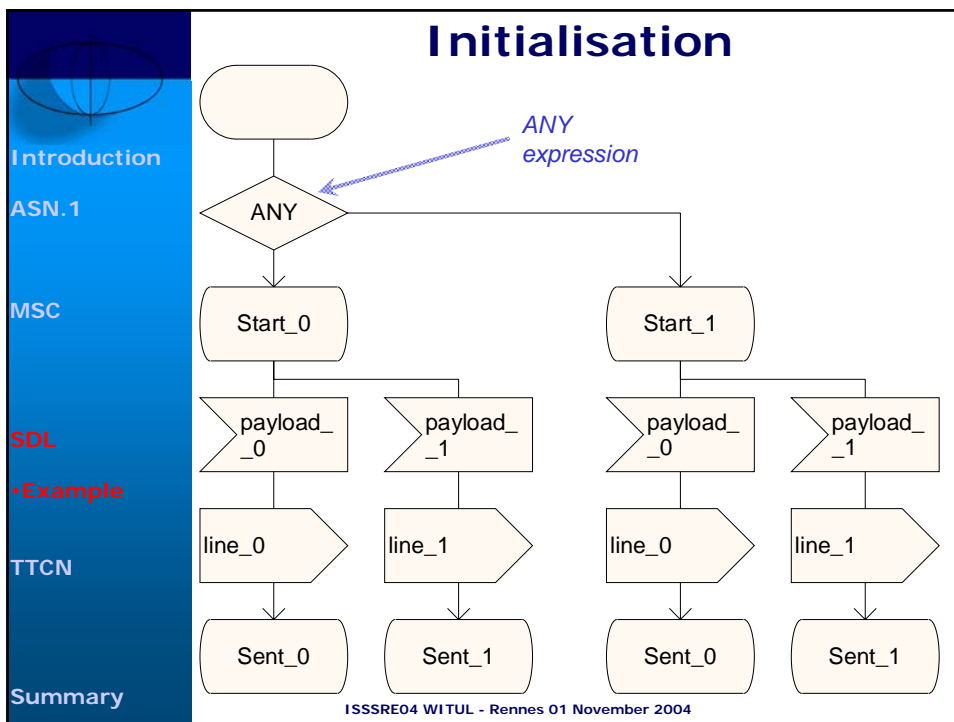 Initialisation
Introduction
ASN.1
MSC
SDL
•Example
TTCN
Summary
ANY
expression
ANY
Start_0
Start_1
payload_
_0
payload_
_1
payload_
_0
payload_
_1
line_0
line_1
line_0
line_1
Sent_0
Sent_1
Sent_0
Sent_1
ISSSRE04 WITUL - Rennes 01 November 2004